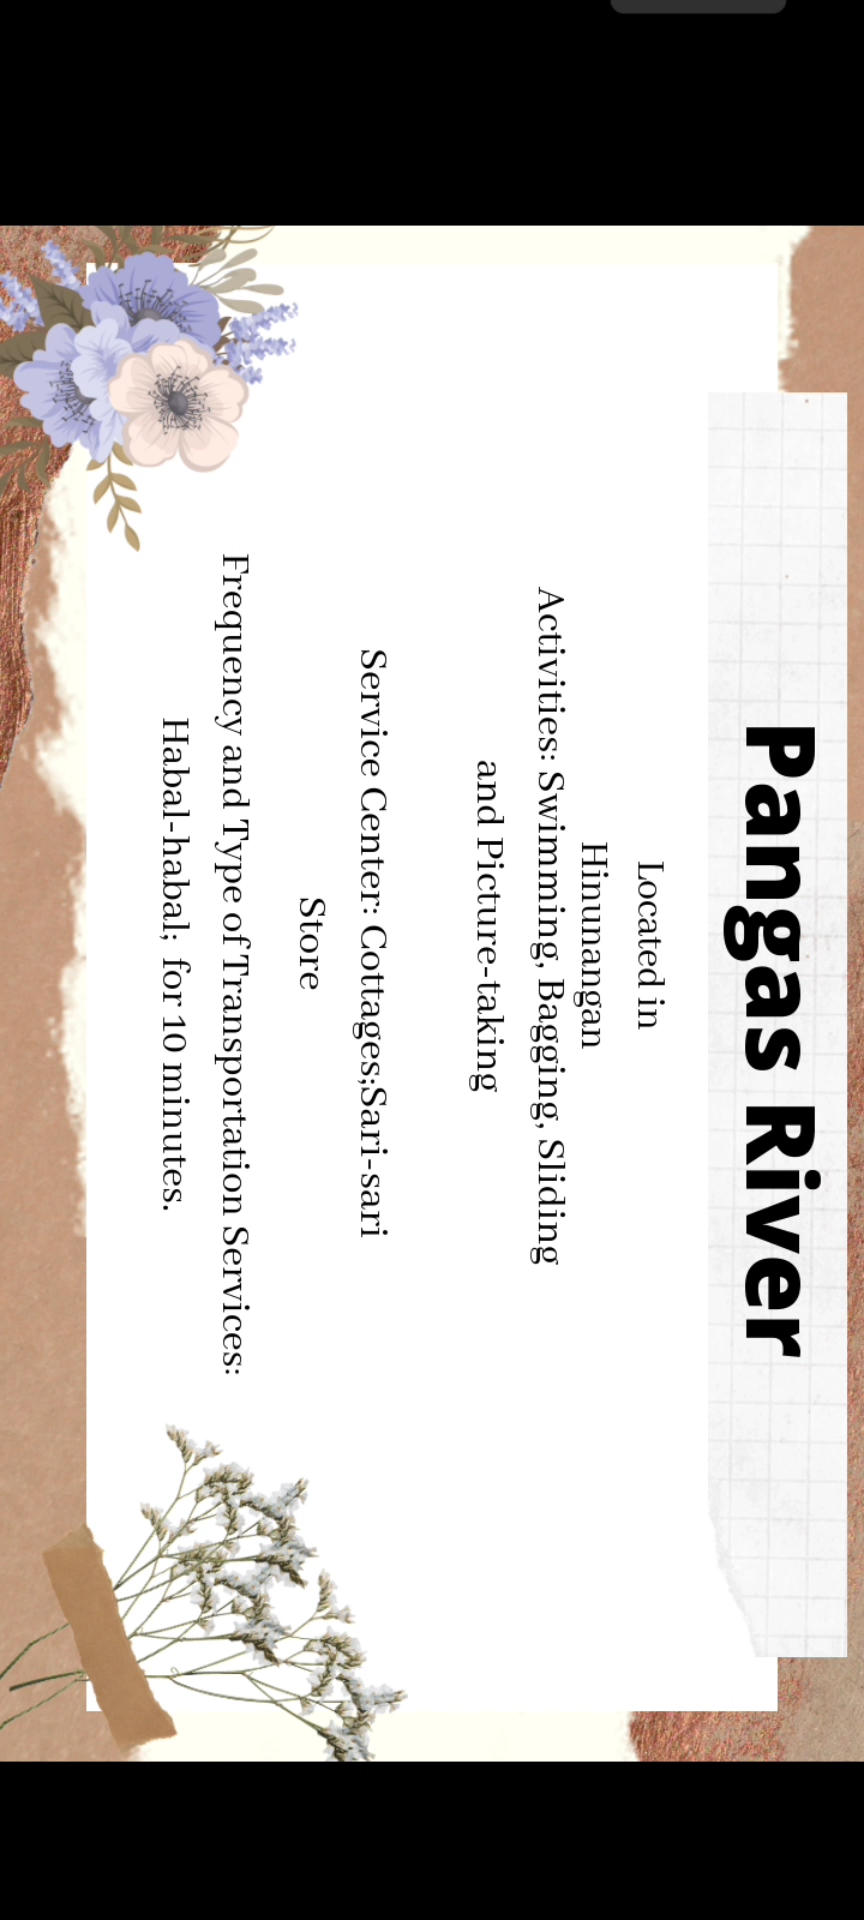 Pangas River
Located in
Hinunangan
Activities: Swimming, Bagging, Sliding
and Picture-taking
Service Center: Cottages;Sari-sari
Store
Frequency and Type of Transportation Services:
Habal-habal; for 10 minutes.